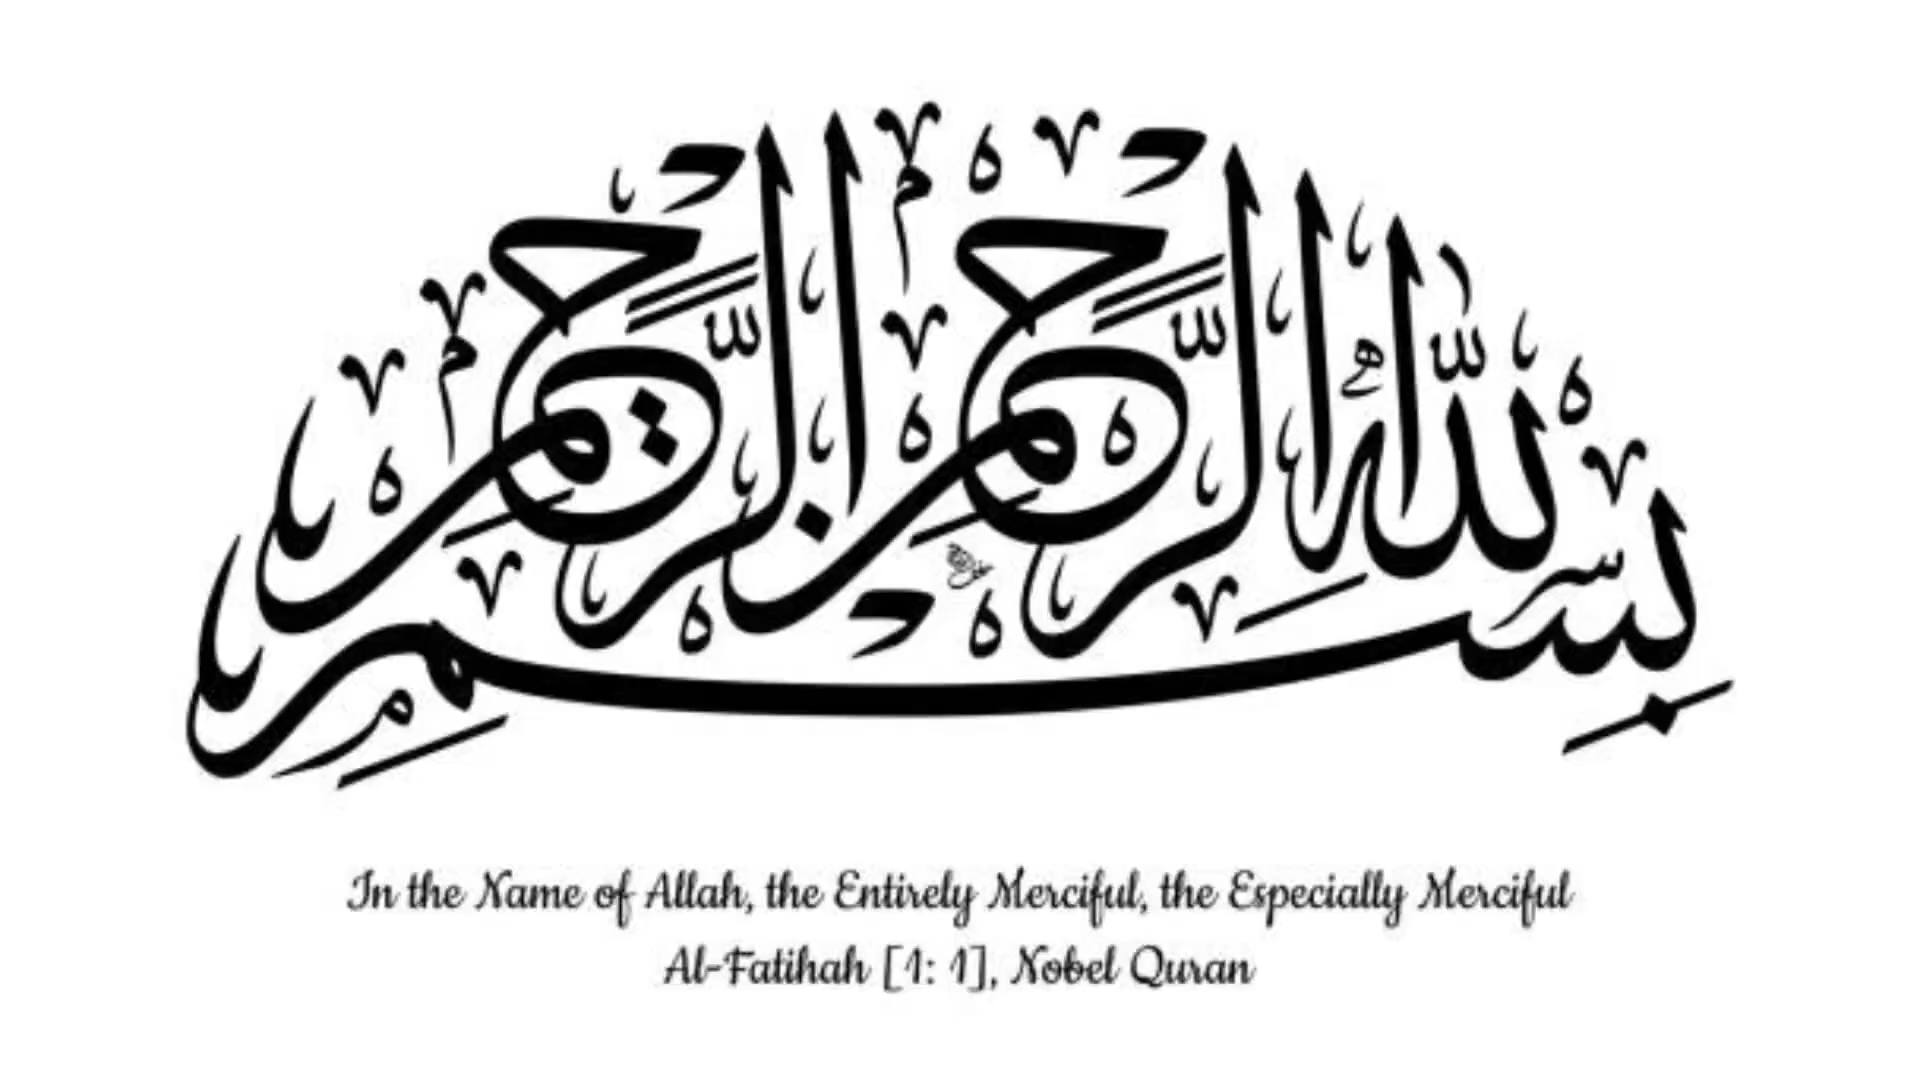 بِسْمِ اللَّهِ الرَّحْمَنِ الرَّحِيمِ
In the Name of Allah, the Entirely Merciful, the Especially Merciful
Al-Fatihah [1: 1], Nobel Quran